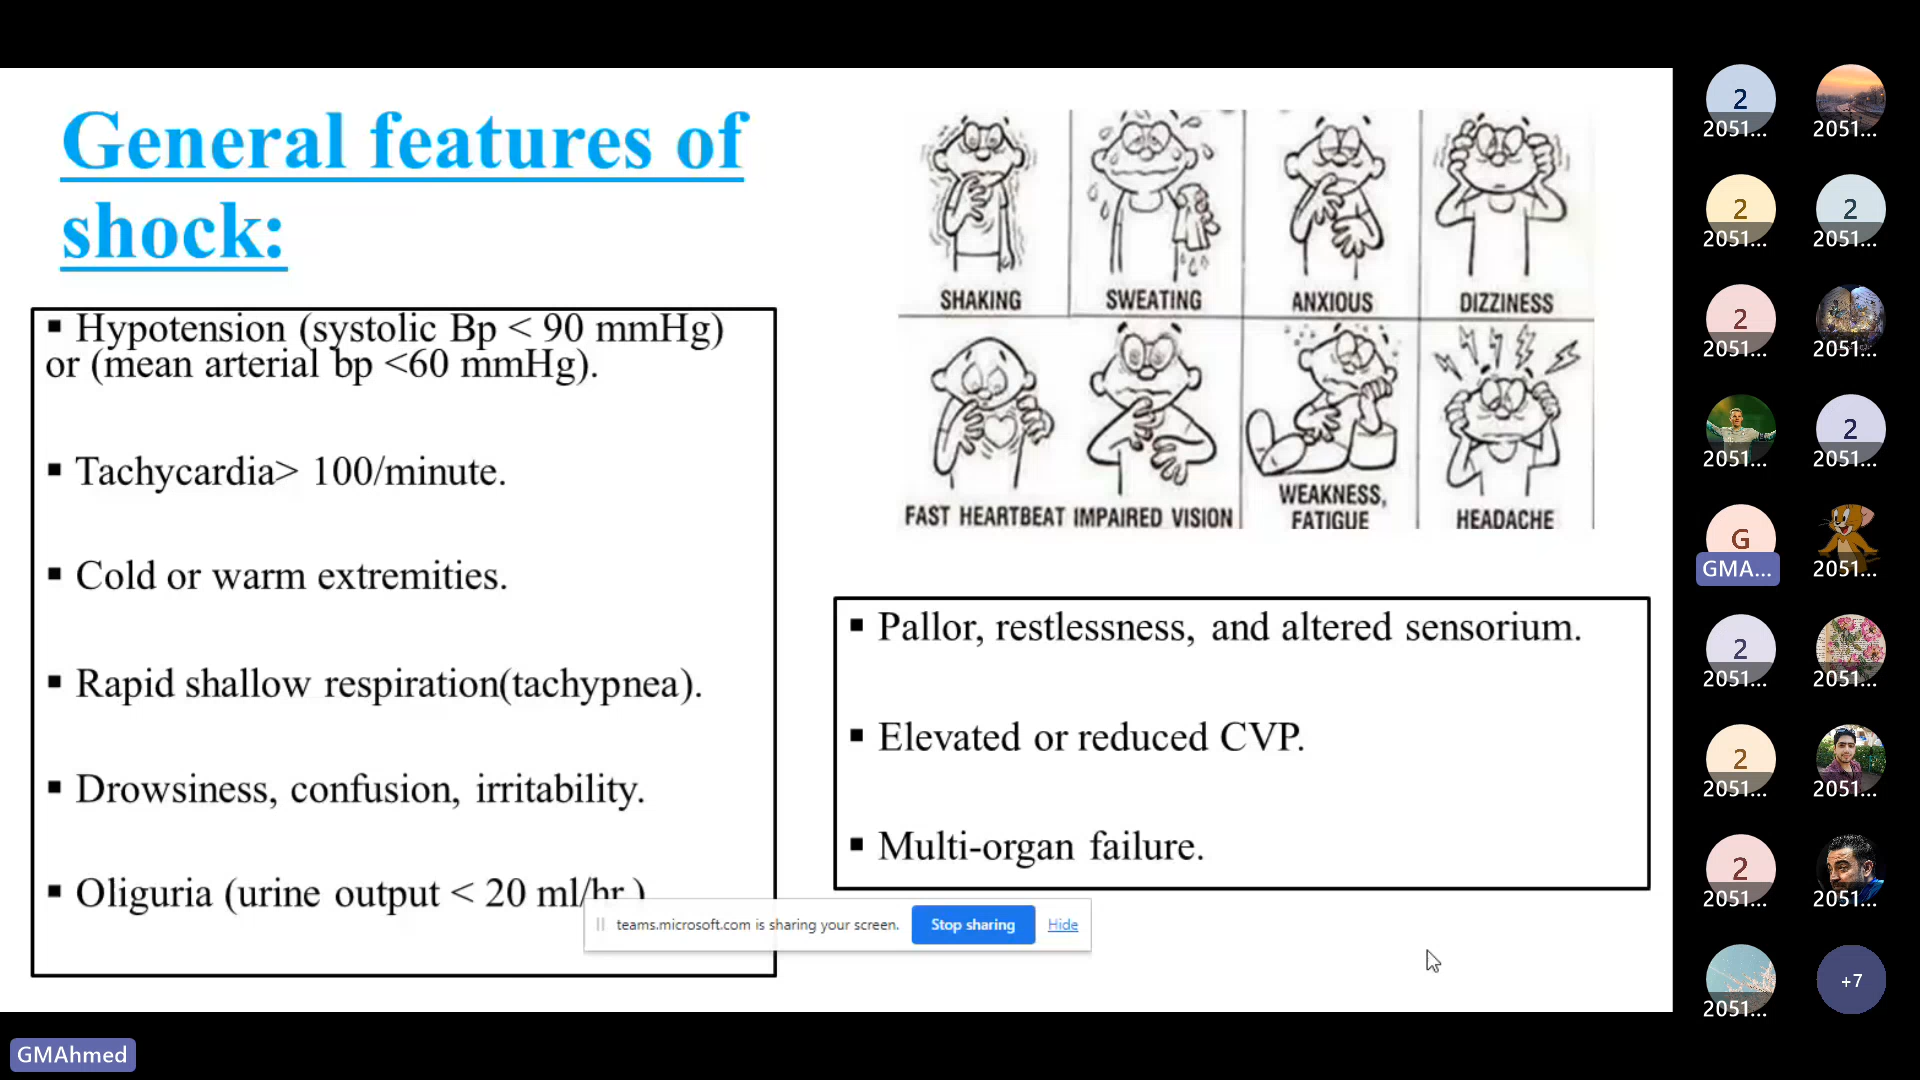 General features of
shock:
▪ Hypotension (systolic Bp < 90 mmHg)
or (mean arterial bp <60 mmHg).
▪ Tachycardia> 100/minute.
▪ Cold or warm extremities.
▪ Rapid shallow respiration(tachypnea).
▪ Drowsiness, confusion, irritability.
▪ Oliguria (urine output < 20 ml/hr )
SHAKING
SWEATING
ANXIOUS
DIZZINESS
FAST HEARTBEAT
IMPAIRED VISION
WEAKNESS,
FATIGUE
HEADACHE
▪ Pallor, restlessness, and altered sensorium.
▪ Elevated or reduced CVP.
▪ Multi-organ failure.
teams.microsoft.com is sharing your screen.
Stop sharing
Hide
2
2051...
2051...
2
2051...
2
2051...
2
2051...
2051...
2051...
2
2051...
G
GMA...
2051...
2
2051...
2051...
2
2051...
2051...
2
2051...
2051...
2051...
+7
GMAhmed